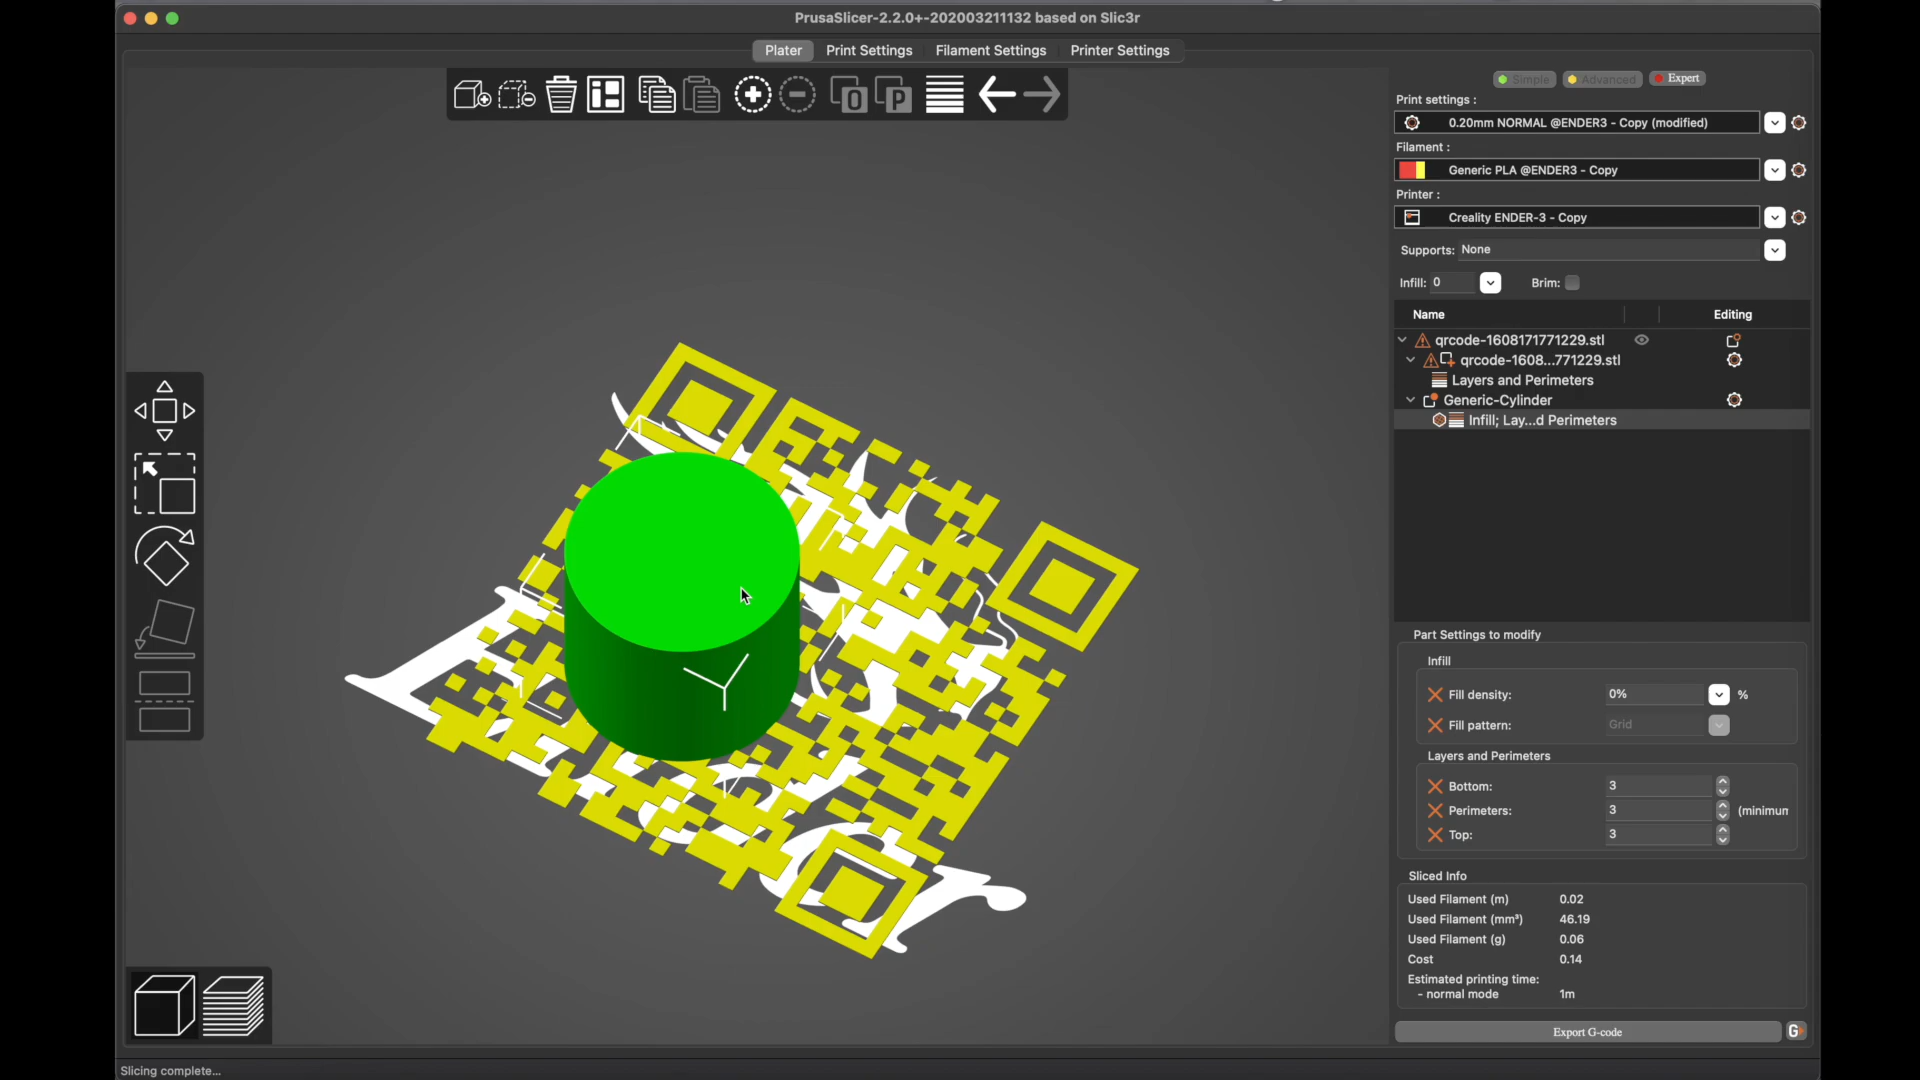 PrusaSlicer-2.2.0+-202003211132 based on Slic3r
Plater
Print Settings
Filament Settings
Printer Settings
Simple
Advanced
Expert
Print settings :
0.20mm NORMAL @ENDER3 - Copy (modified)
Filament :
Generic PLA @ENDER3 - Copy
Printer :
Creality ENDER-3 - Copy
Supports: None
Infill: 0
Brim:
Name
Editing
qrcode-1608171771229.stl
qrcode-1608...771229.stl
Layers and Perimeters
Generic-Cylinder
Infill; Lay...d Perimeters
Part Settings to modify
Infill
Fill density: 0% %
Fill pattern: Grid
Layers and Perimeters
Bottom: 3
Perimeters: 3 (minimun
Top: 3
Sliced Info
Used Filament (m) 0.02
Used Filament (mm³) 46.19
Used Filament (g) 0.06
Cost 0.14
Estimated printing time:
- normal mode 1m
Export G-code
G
Slicing complete...